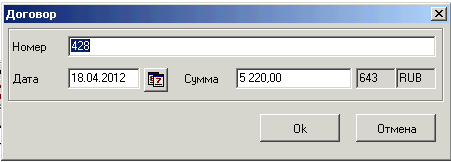 Договор
Номер 428
Дата 18.04.2012 Сумма 5 220,00 643 RUB
Ok Отмена